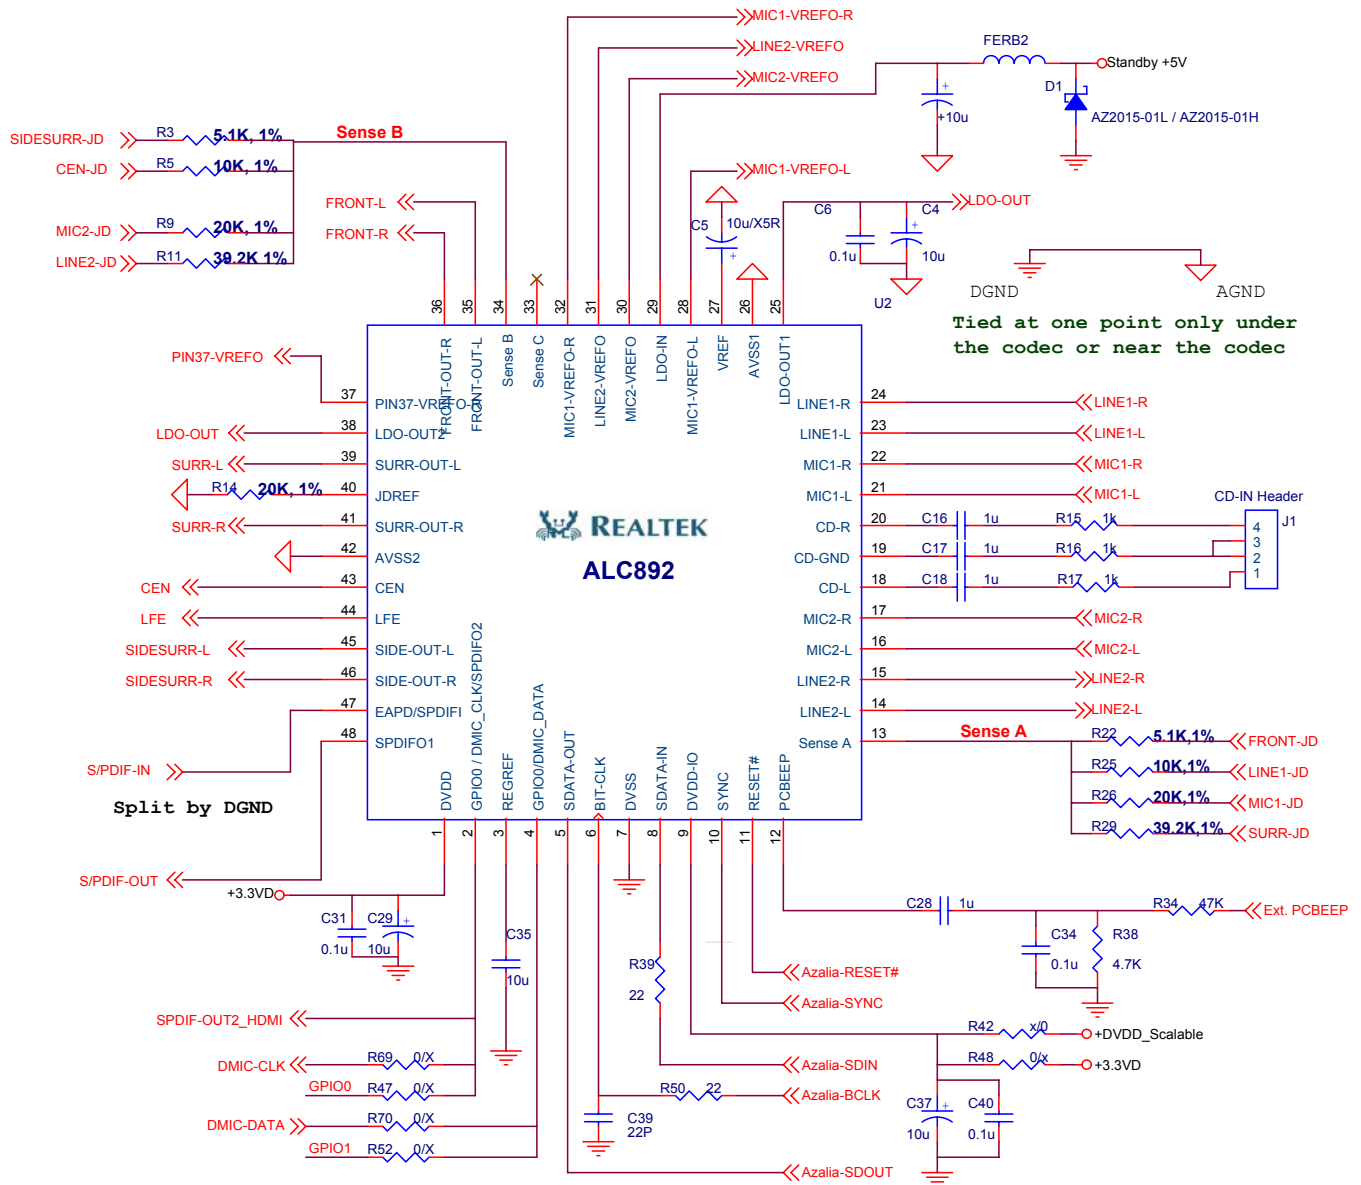 MIC1-VREFO-R
LINE2-VREFO
MIC2-VREFO
FERB2
Standby +5V
D1
+
+10u
AZ2015-01L / AZ2015-01H
SIDESURR-JD
R3
5.1K, 1%
Sense B
CEN-JD
R5
10K, 1%
MIC2-JD
R9
20K, 1%
LINE2-JD
R11
39.2K 1%
FRONT-L
FRONT-R
MIC1-VREFO-L
C5
10u/X5R
+
C6
0.1u
C4
+
10u
LDO-OUT
U2
DGND
AGND
Tied at one point only under
the codec or near the codec
36
35
34
33
32
31
30
29
28
27
26
25
FRONT-OUT-R
FRONT-OUT-L
Sense B
Sense C
MIC1-VREFO-R
LINE2-VREFO
MIC2-VREFO
LDO-IN
MIC1-VREFO-L
VREF
AVSS1
LDO-OUT1
PIN37-VREFO
37
PIN37-VREFO-R
LDO-OUT
38
LDO-OUT2
SURR-L
39
SURR-OUT-L
R14
20K, 1%
40
JDREF
SURR-R
41
SURR-OUT-R
42
AVSS2
CEN
43
CEN
LFE
44
LFE
SIDESURR-L
45
SIDE-OUT-L
SIDESURR-R
46
SIDE-OUT-R
47
EAPD/SPDIFI
48
SPDIFO1
S/PDIF-IN
Split by DGND
S/PDIF-OUT
REALTEK
ALC892
LINE1-R
24
LINE1-R
LINE1-L
23
LINE1-L
MIC1-R
22
MIC1-R
MIC1-L
21
MIC1-L
CD-R
20
C16
1u
R15
1k
CD-GND
19
C17
1u
R16
1k
CD-L
18
C18
1u
R17
1k
CD-IN Header
J1
4
3
2
1
MIC2-R
17
MIC2-R
MIC2-L
16
MIC2-L
LINE2-R
15
LINE2-R
LINE2-L
14
LINE2-L
Sense A
13
Sense A
R22
5.1K,1%
FRONT-JD
R25
10K,1%
LINE1-JD
R26
20K,1%
MIC1-JD
R29
39.2K,1%
SURR-JD
DVDD
GPIO0 / DMIC_CLK/SPDIFO2
REGREF
GPIO0/DMIC_DATA
SDATA-OUT
BIT-CLK
DVSS
SDATA-IN
DVDD-IO
SYNC
RESET#
PCBEEP
1
2
3
4
5
6
7
8
9
10
11
12
+3.3VD
C31
0.1u
C29
+
10u
C35
10u
C28
1u
R34
47K
Ext. PCBEEP
C34
0.1u
R38
4.7K
R39
22
Azalia-RESET#
Azalia-SYNC
SPDIF-OUT2_HDMI
R42
x/0
+DVDD_Scalable
DMIC-CLK
R69
0/X
Azalia-SDIN
R48
0/x
+3.3VD
GPIO0
R47
0/X
R50
22
Azalia-BCLK
DMIC-DATA
R70
0/X
C39
22P
C37
+
10u
C40
0.1u
GPIO1
R52
0/X
Azalia-SDOUT